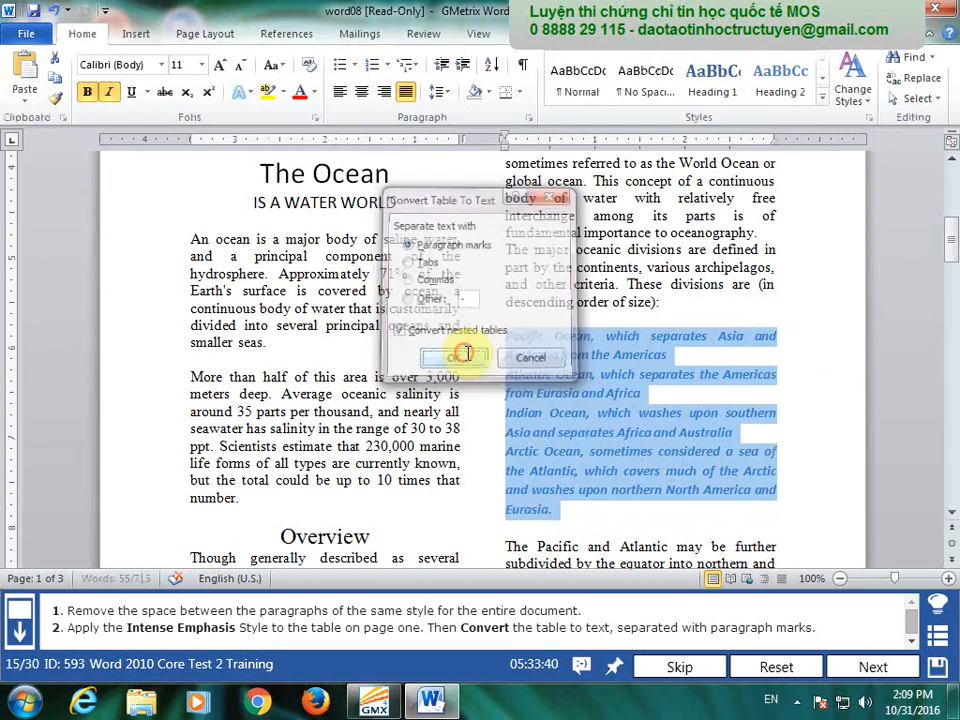 word08 [Read-Only] - GMetrix
Luyện thi chứng chỉ tin học quốc tế MOS
0 8888 29 115 - daotaotinhoctructuyen@gmail.com
File Home Insert Page Layout References Mailings Review View
Calibri (Body) 11
AaBbCcDc AaBbCcDc AaBbC AaBbCc
Find
Replace
Select
Paste
¶ Normal ¶ No Spaci... Heading 1 Heading 2
Change Styles
Clipboard Font Paragraph Styles Editing
The Ocean
IS A WATER WORL
An ocean is a major body of saline water,
and a principal component of the
hydrosphere. Approximately 71% of the
Earth's surface is covered by ocean, a
continuous body of water that is customarily
divided into several principal oceans and
smaller seas.
More than half of this area is over 3,000
meters deep. Average oceanic salinity is
around 35 parts per thousand, and nearly all
seawater has salinity in the range of 30 to 38
ppt. Scientists estimate that 230,000 marine
life forms of all types are currently known,
but the total could be up to 10 times that
number.
Overview
Though generally described as several
sometimes referred to as the World Ocean or
global ocean. This concept of a continuous
body of water with relatively free
interchange among its parts is of
fundamental importance to oceanography.
The major oceanic divisions are defined in
part by the continents, various archipelagos,
and other criteria. These divisions are (in
descending order of size):
Pacific Ocean, which separates Asia and
from the Americas
Atlantic Ocean, which separates the Americas
from Eurasia and Africa
Indian Ocean, which washes upon southern
Asia and separates Africa and Australia
Arctic Ocean, sometimes considered a sea of
the Atlantic, which covers much of the Arctic
and washes upon northern North America and
Eurasia.
The Pacific and Atlantic may be further
subdivided by the equator into northern and
Convert Table To Text
Separate text with
Paragraph marks
Tabs
Commas
Other: -
Convert nested tables
OK Cancel
Page: 1 of 3 Words: 55/713 English (U.S.) 100%
1. Remove the space between the paragraphs of the same style for the entire document.
2. Apply the Intense Emphasis Style to the table on page one. Then Convert the table to text, separated with paragraph marks.
15/30 ID: 593 Word 2010 Core Test 2 Training 05:33:40 Skip Reset Next
GMX
EN
2:09 PM
10/31/2016